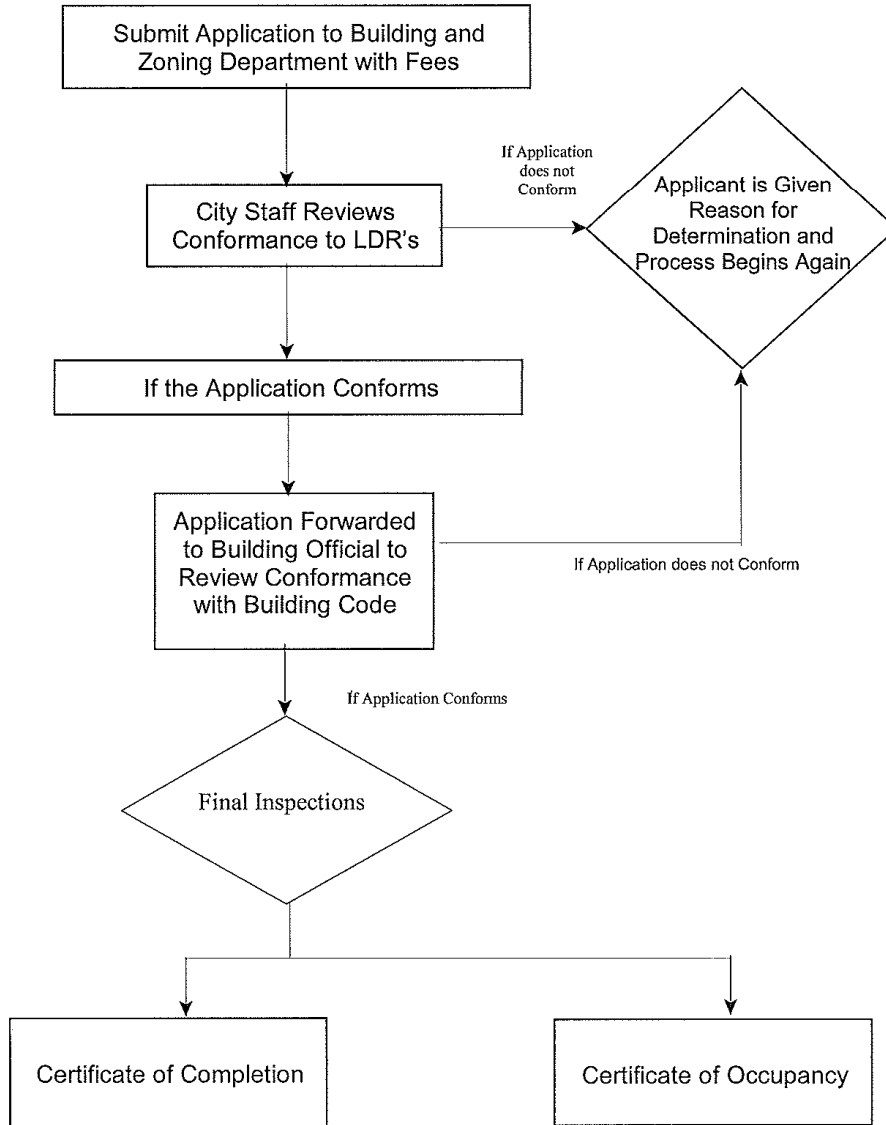 Submit Application to Building and
Zoning Department with Fees
If Application
does not
Conform
City Staff Reviews
Conformance to LDR's
Applicant is Given
Reason for
Determination and
Process Begins Again
If the Application Conforms
Application Forwarded
to Building Official to
Review Conformance
with Building Code
If Application does not Conform
If Application Conforms
Final Inspections
Certificate of Completion
Certificate of Occupancy